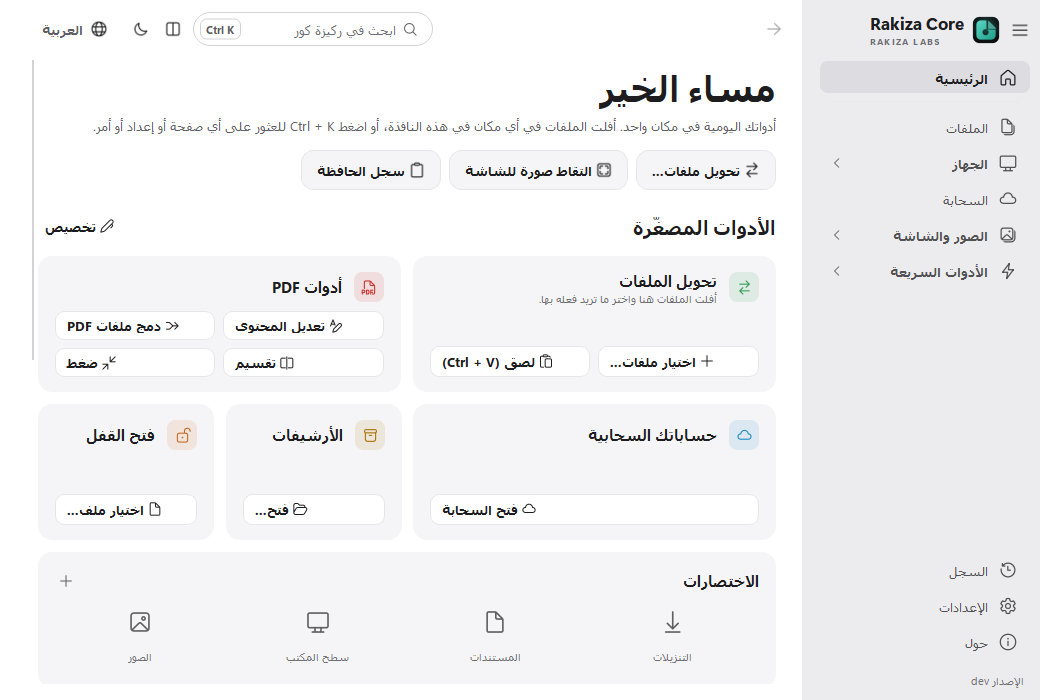 Rakiza Core
RAKIZA LABS
الرئيسية
الملفات
الجهاز
السحابة
الصور والشاشة
الأدوات السريعة
السجل
الإعدادات
حول
الإصدار dev
ابحث في ركيزة كور
Ctrl K
العربية
مساء الخير
أدواتك اليومية في مكان واحد. أفلت الملفات في أي مكان في هذه النافذة، أو اضغط Ctrl + K للعثور على أي صفحة أو إعداد أو أمر.
تحويل ملفات...
التقاط صورة للشاشة
سجل الحافظة
الأدوات المصغّرة
تخصيص
تحويل الملفات
أفلت الملفات هنا واختر ما تريد فعله بها.
اختيار ملفات...
لصق (Ctrl + V)
أدوات PDF
تعديل المحتوى
دمج ملفات PDF
تقسيم
ضغط
حساباتك السحابية
فتح السحابة
الأرشيفات
فتح...
فتح القفل
اختيار ملف...
الاختصارات
التنزيلات
المستندات
سطح المكتب
الصور